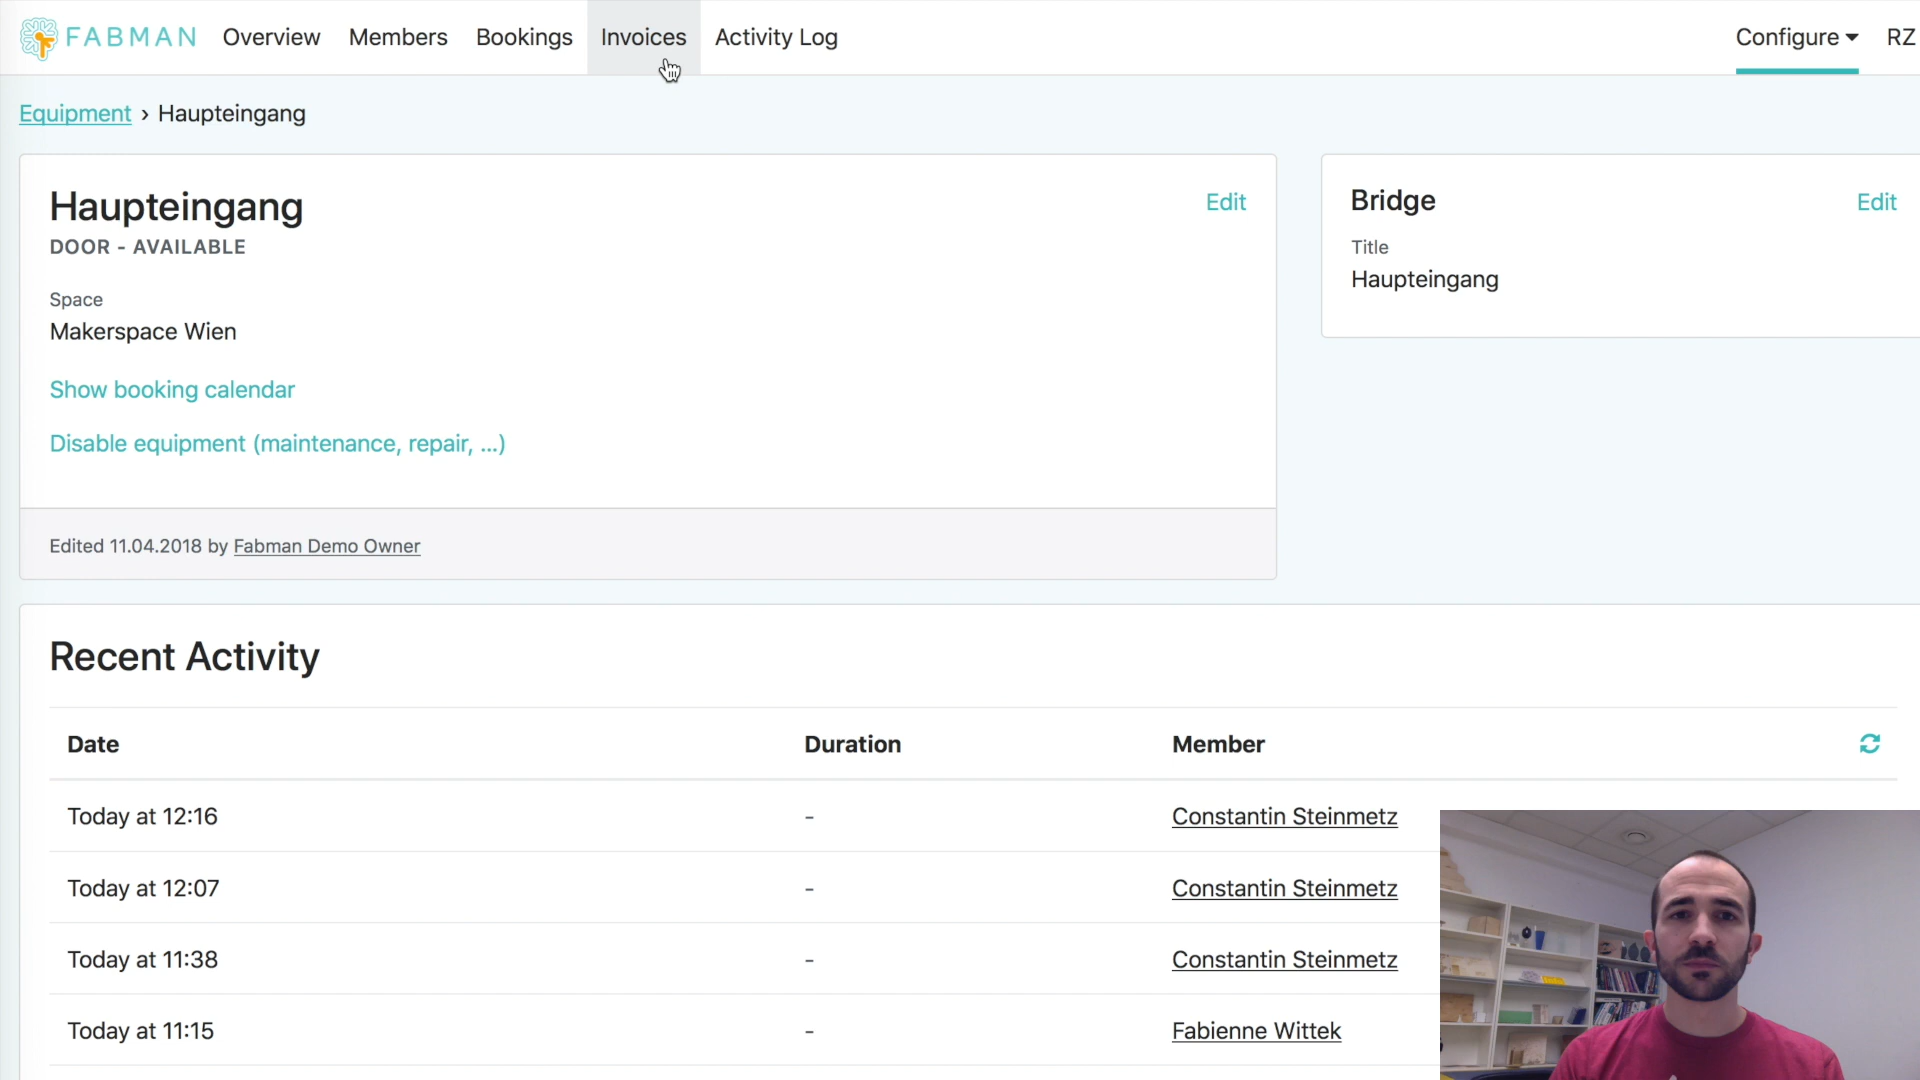 FABMAN Overview Members Bookings Invoices Activity Log Configure RZ
Equipment › Haupteingang
Haupteingang
Edit
DOOR - AVAILABLE
Space
Makerspace Wien
Show booking calendar
Disable equipment (maintenance, repair, ...)
Edited 11.04.2018 by Fabman Demo Owner
Bridge
Edit
Title
Haupteingang
Recent Activity
Date Duration Member
Today at 12:16 - Constantin Steinmetz
Today at 12:07 - Constantin Steinmetz
Today at 11:38 - Constantin Steinmetz
Today at 11:15 - Fabienne Wittek